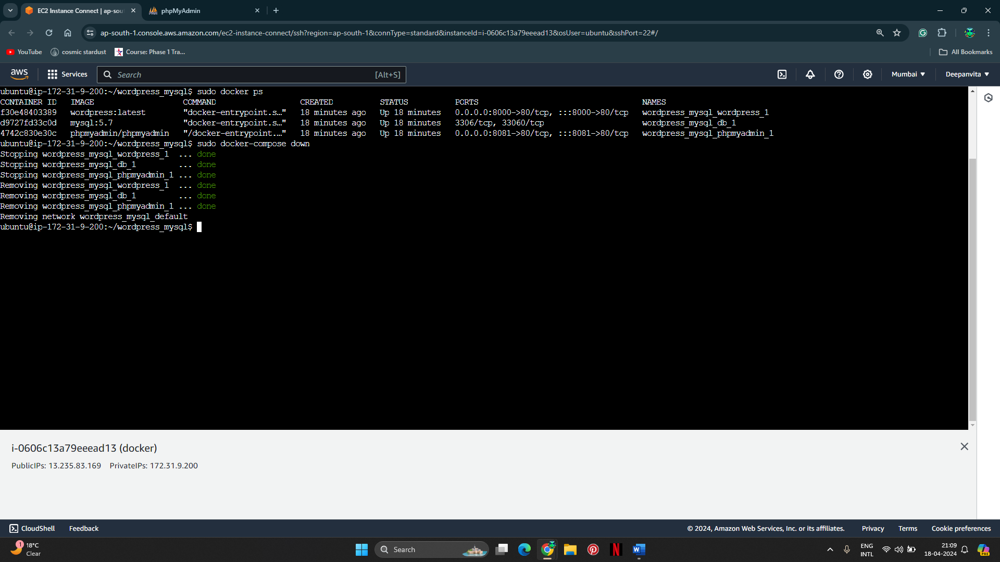 EC2 Instance Connect | ap-sou
phpMyAdmin
ap-south-1.console.aws.amazon.com/ec2-instance-connect/ssh?region=ap-south-1&connType=standard&instanceId=i-0606c13a79eeead13&osUser=ubuntu&sshPort=22#/
YouTube cosmic stardust Course: Phase 1 Tra... All Bookmarks
aws Services Search [Alt+S] Mumbai Deepanvita
ubuntu@ip-172-31-9-200:~/wordpress_mysql$ sudo docker ps
CONTAINER ID IMAGE COMMAND CREATED STATUS PORTS NAMES
f30e48403389 wordpress:latest "docker-entrypoint.s…" 18 minutes ago Up 18 minutes 0.0.0.0:8000->80/tcp, :::8000->80/tcp wordpress_mysql_wordpress_1
d9727fd33c0d mysql:5.7 "docker-entrypoint.s…" 18 minutes ago Up 18 minutes 3306/tcp, 33060/tcp wordpress_mysql_db_1
4742c830e30c phpmyadmin/phpmyadmin "/docker-entrypoint.…" 18 minutes ago Up 18 minutes 0.0.0.0:8081->80/tcp, :::8081->80/tcp wordpress_mysql_phpmyadmin_1
ubuntu@ip-172-31-9-200:~/wordpress_mysql$ sudo docker-compose down
Stopping wordpress_mysql_wordpress_1 ... done
Stopping wordpress_mysql_db_1 ... done
Stopping wordpress_mysql_phpmyadmin_1 ... done
Removing wordpress_mysql_wordpress_1 ... done
Removing wordpress_mysql_db_1 ... done
Removing wordpress_mysql_phpmyadmin_1 ... done
Removing network wordpress_mysql_default
ubuntu@ip-172-31-9-200:~/wordpress_mysql$
i-0606c13a79eeead13 (docker)
PublicIPs: 13.235.83.169 PrivateIPs: 172.31.9.200
CloudShell Feedback © 2024, Amazon Web Services, Inc. or its affiliates. Privacy Terms Cookie preferences
1
18°C
Clear
Search
ENG
INTL
21:09
18-04-2024
PRE